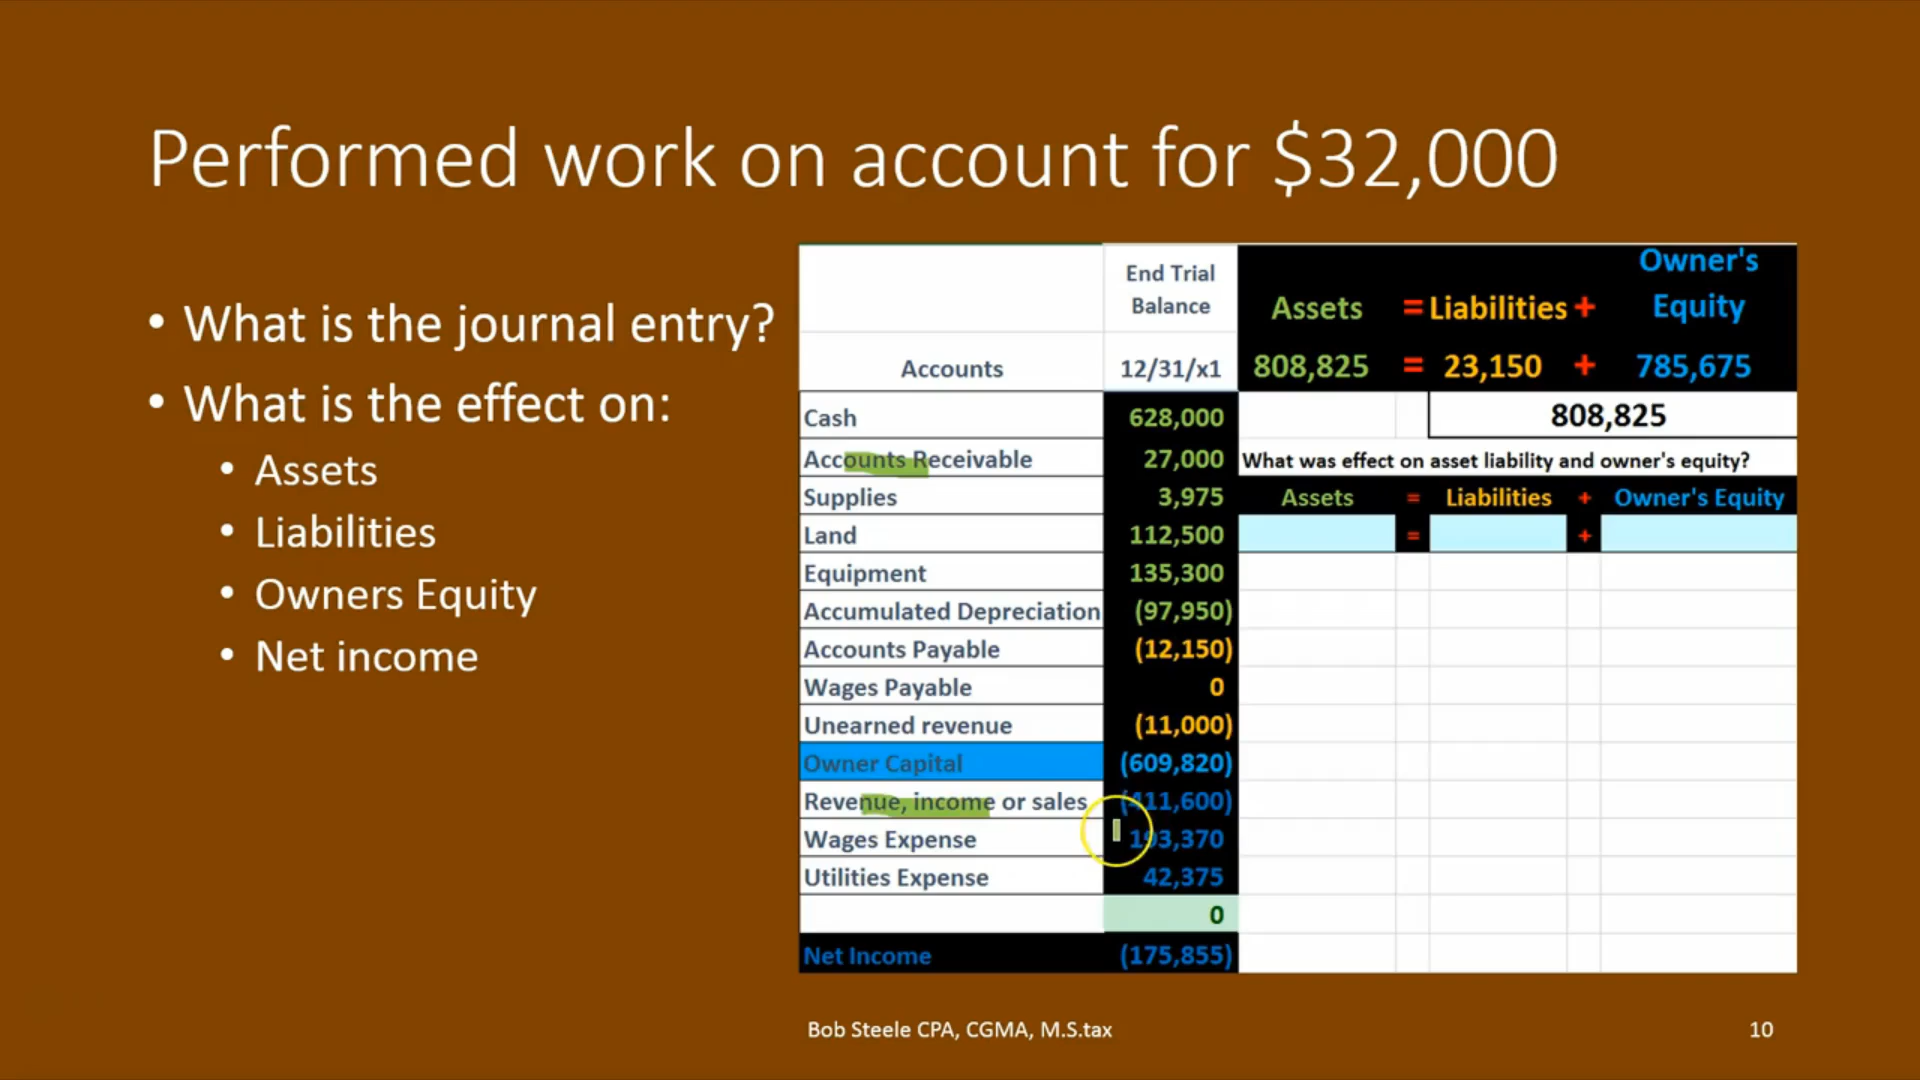 Performed work on account for $32,000
• What is the journal entry?
• What is the effect on:
• Assets
• Liabilities
• Owners Equity
• Net income
End Trial
Balance
Accounts 12/31/x1
Cash 628,000
Accounts Receivable 27,000
Supplies 3,975
Land 112,500
Equipment 135,300
Accumulated Depreciation (97,950)
Accounts Payable (12,150)
Wages Payable 0
Unearned revenue (11,000)
Owner Capital (609,820)
Revenue, income or sales (411,600)
Wages Expense 193,370
Utilities Expense 42,375
0
Net Income (175,855)
Owner's
Assets = Liabilities + Equity
808,825 = 23,150 + 785,675
808,825
What was effect on asset liability and owner's equity?
Assets = Liabilities + Owner's Equity
= +
Bob Steele CPA, CGMA, M.S.tax
10